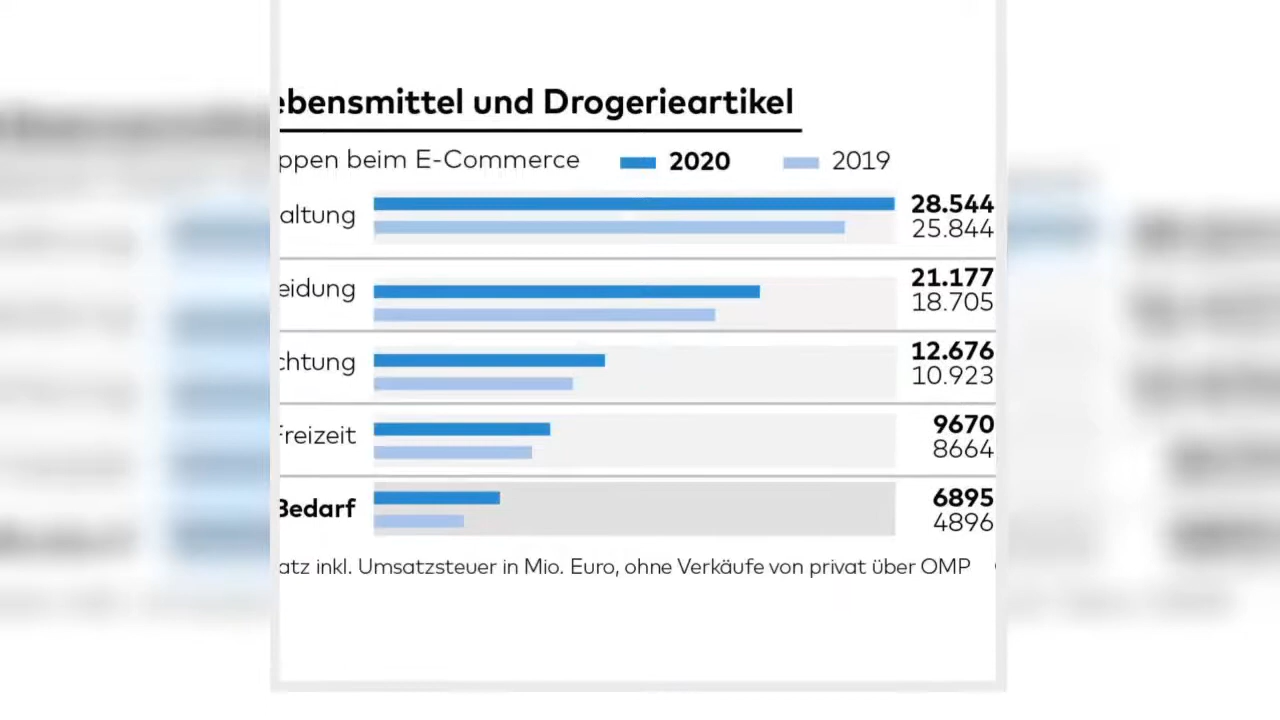 ebensmittel und Drogerieartikel
ppen beim E-Commerce 2020 2019
altung 28.544
25.844
eidung 21.177
18.705
chtung 12.676
10.923
Freizeit 9670
8664
Bedarf 6895
4896
atz inkl. Umsatzsteuer in Mio. Euro, ohne Verkäufe von privat über OMP